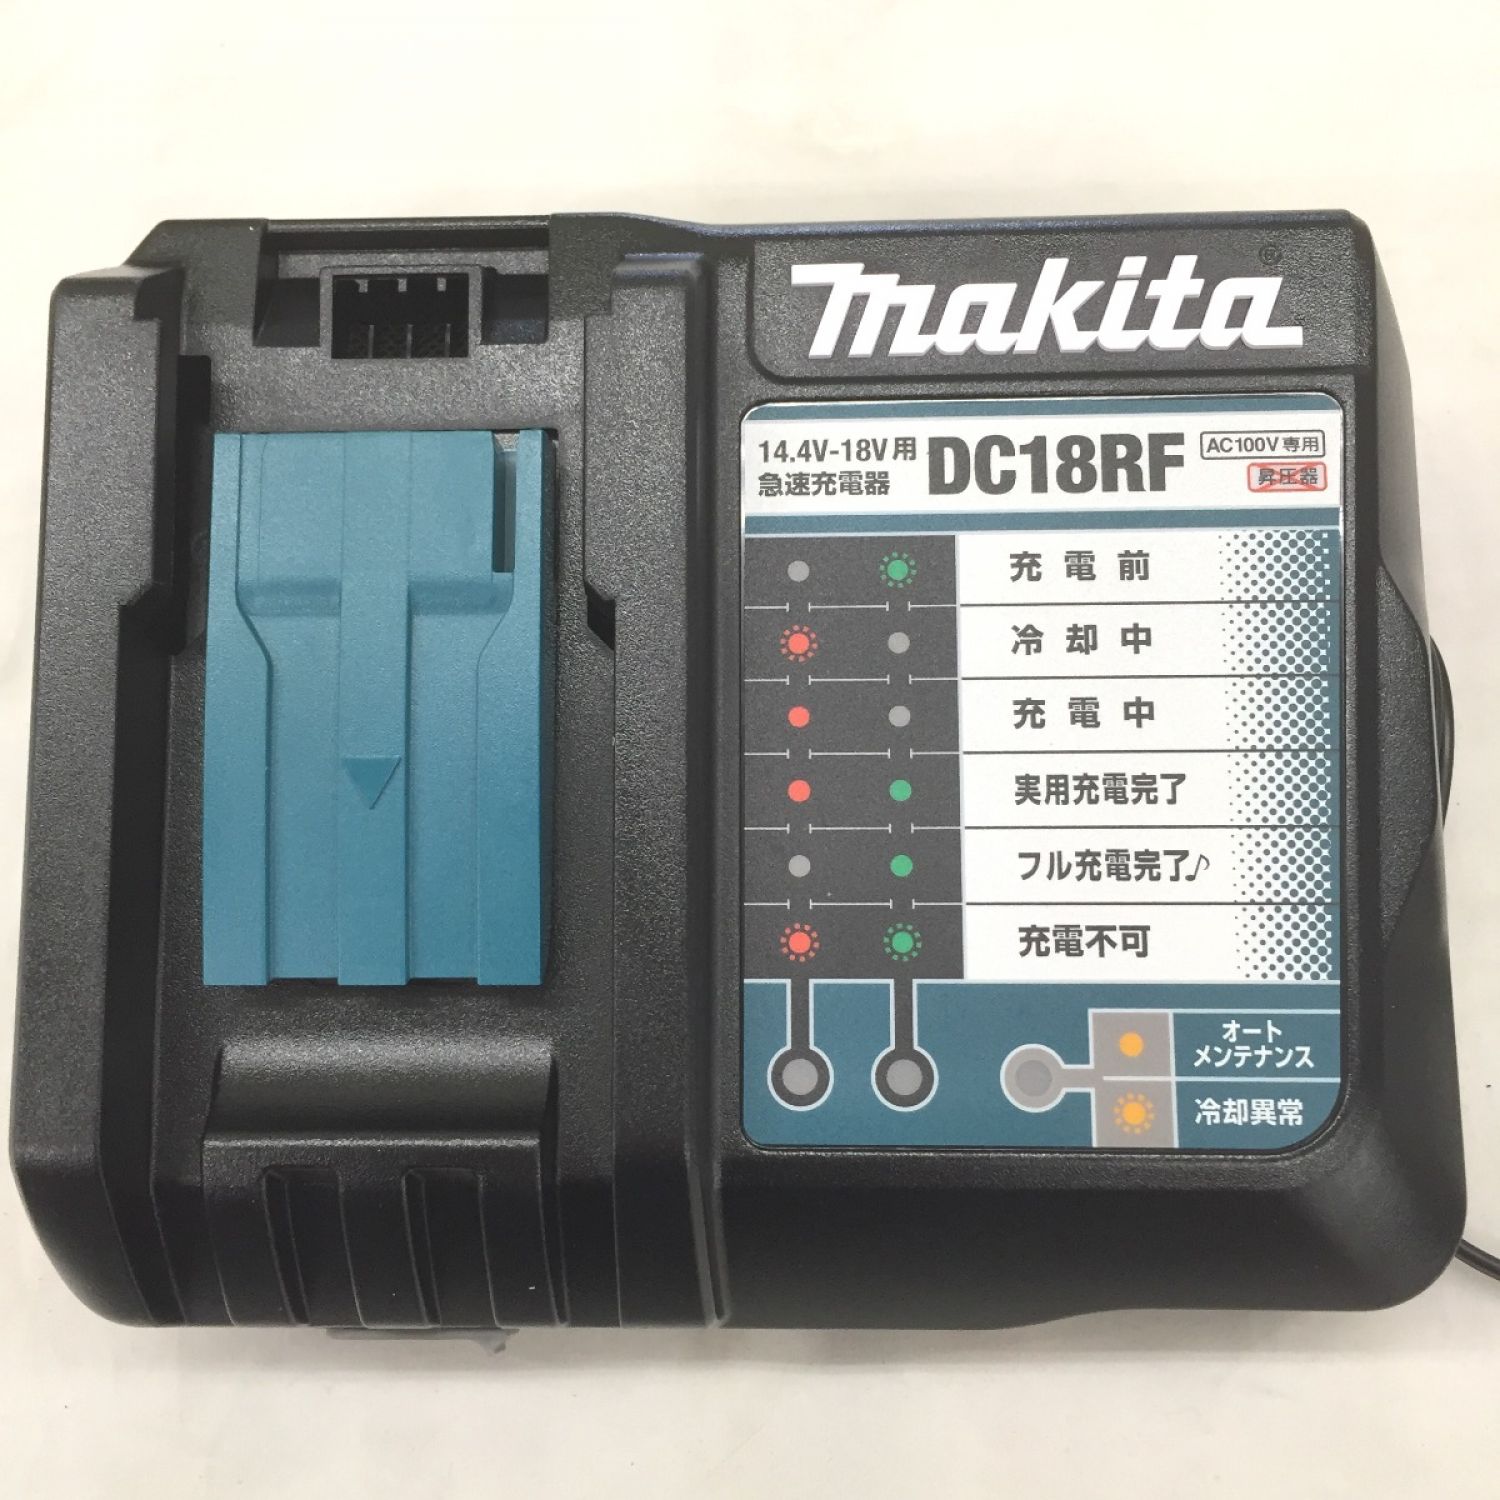 makita®
14.4V-18V用
急速充電器
DC18RF
AC100V専用
昇圧器
充電前
冷却中
充電中
実用充電完了
フル充電完了♪
充電不可
オート
メンテナンス
冷却異常